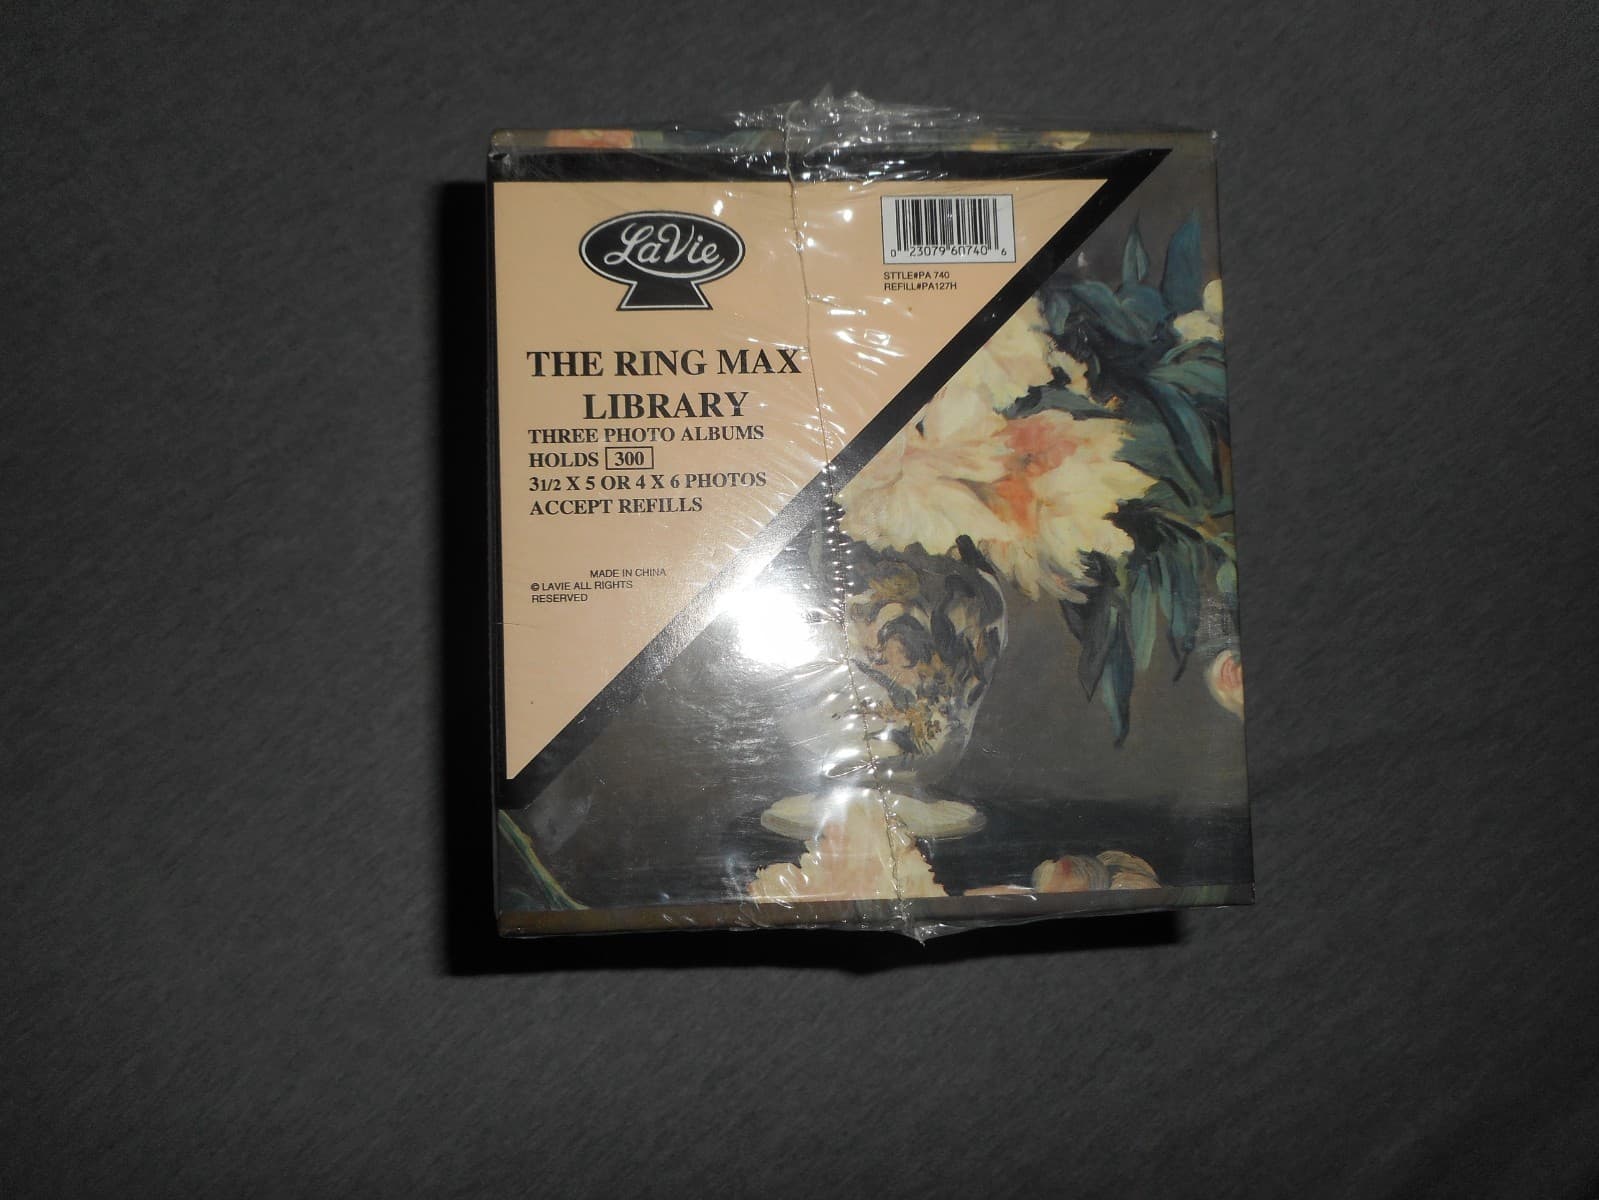 LaVie
0 23079 60740 6
STTLE#PA 740
REFILL#PA127H
THE RING MAX
LIBRARY
THREE PHOTO ALBUMS
HOLDS 300
3 1/2 X 5 OR 4 X 6 PHOTOS
ACCEPT REFILLS
MADE IN CHINA
© LAVIE ALL RIGHTS
RESERVED